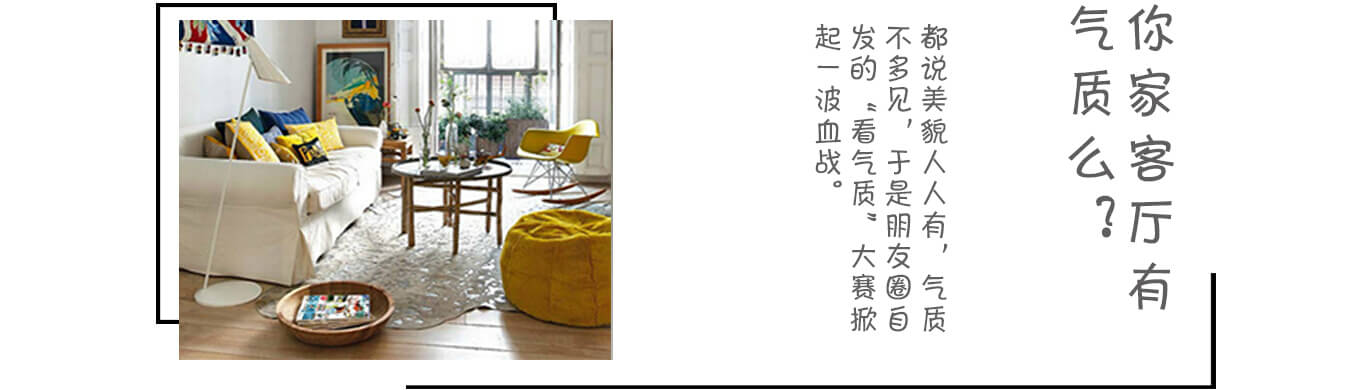 你家客厅有
气质么?
都说美貌人人有，气质
不多见，于是朋友圈自
发的“看气质”大赛掀
起一波血战。